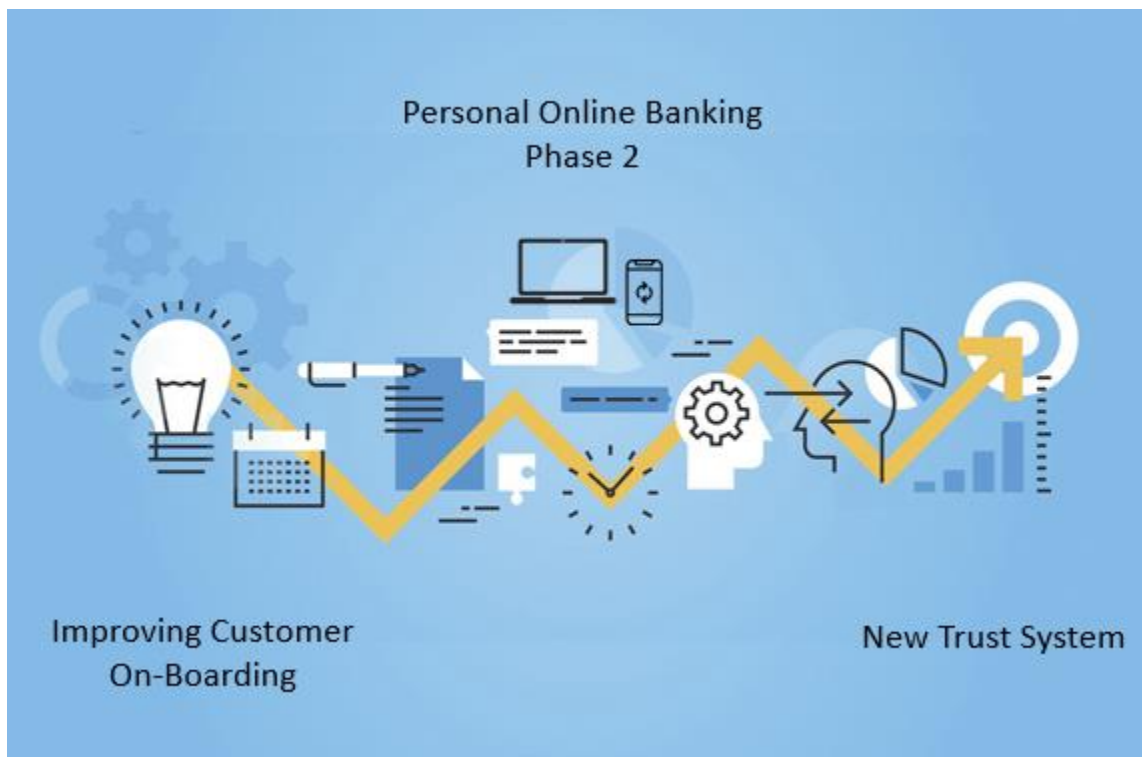 Personal Online Banking
Phase 2
Improving Customer
On-Boarding
New Trust System